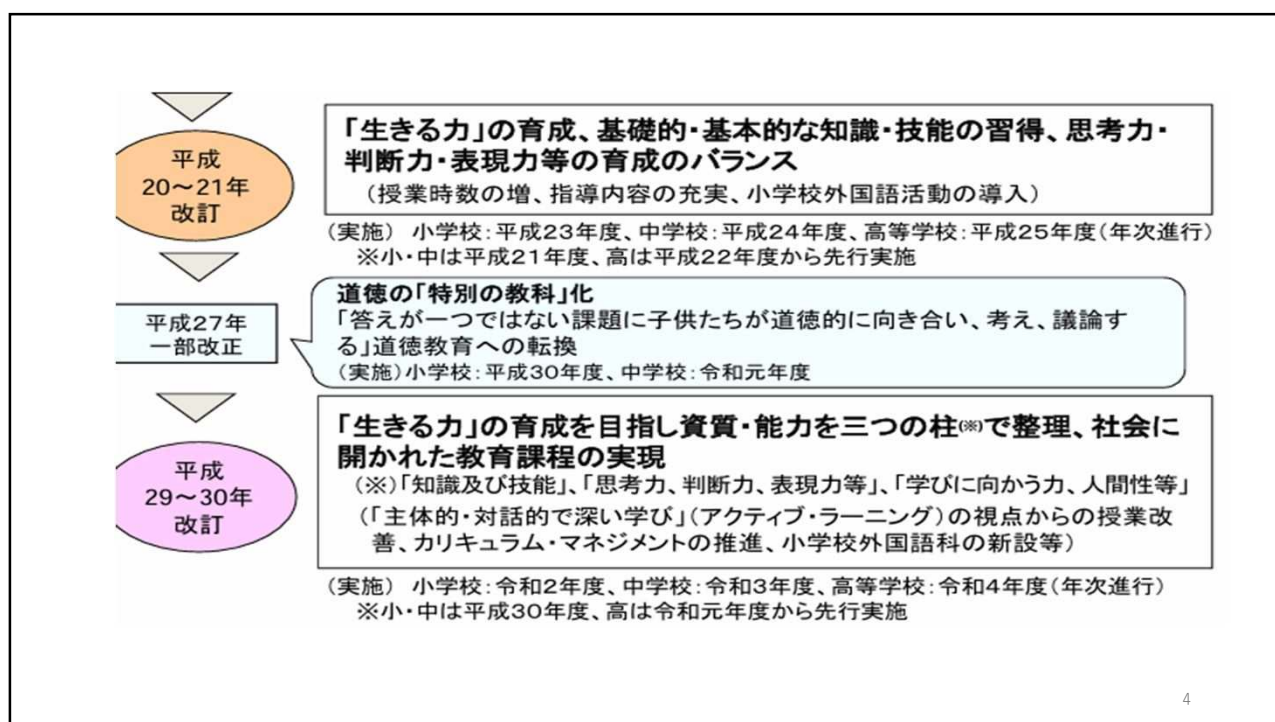 平成
20～21年
改訂
「生きる力」の育成、基礎的・基本的な知識・技能の習得、思考力・
判断力・表現力等の育成のバランス
（授業時数の増、指導内容の充実、小学校外国語活動の導入）
（実施）　小学校：平成23年度、中学校：平成24年度、高等学校：平成25年度（年次進行）
※小・中は平成21年度、高は平成22年度から先行実施
平成27年
一部改正
道徳の「特別の教科」化
「答えが一つではない課題に子供たちが道徳的に向き合い、考え、議論す
る」道徳教育への転換
（実施）小学校：平成30年度、中学校：令和元年度
平成
29～30年
改訂
「生きる力」の育成を目指し資質・能力を三つの柱（※）で整理、社会に
開かれた教育課程の実現
（※）「知識及び技能」、「思考力、判断力、表現力等」、「学びに向かう力、人間性等」
（「主体的・対話的で深い学び」（アクティブ・ラーニング）の視点からの授業改
善、カリキュラム・マネジメントの推進、小学校外国語科の新設等）
（実施）　小学校：令和2年度、中学校：令和3年度、高等学校：令和4年度（年次進行）
※小・中は平成30年度、高は令和元年度から先行実施
4